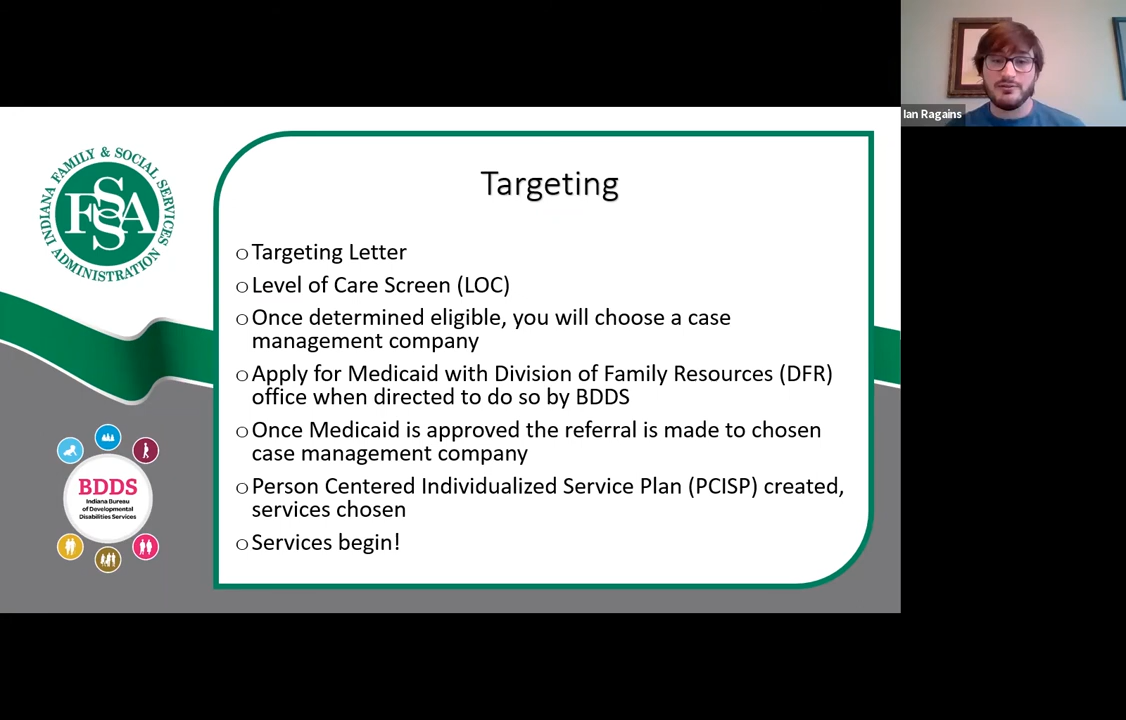 Ian Ragains
INDIANA FAMILY & SOCIAL SERVICES
ADMINISTRATION
FSSA
Targeting
Targeting Letter
Level of Care Screen (LOC)
Once determined eligible, you will choose a case
management company
Apply for Medicaid with Division of Family Resources (DFR)
office when directed to do so by BDDS
Once Medicaid is approved the referral is made to chosen
case management company
Person Centered Individualized Service Plan (PCISP) created,
services chosen
Services begin!
BDDS
Indiana Bureau
of Developmental
Disabilities Services